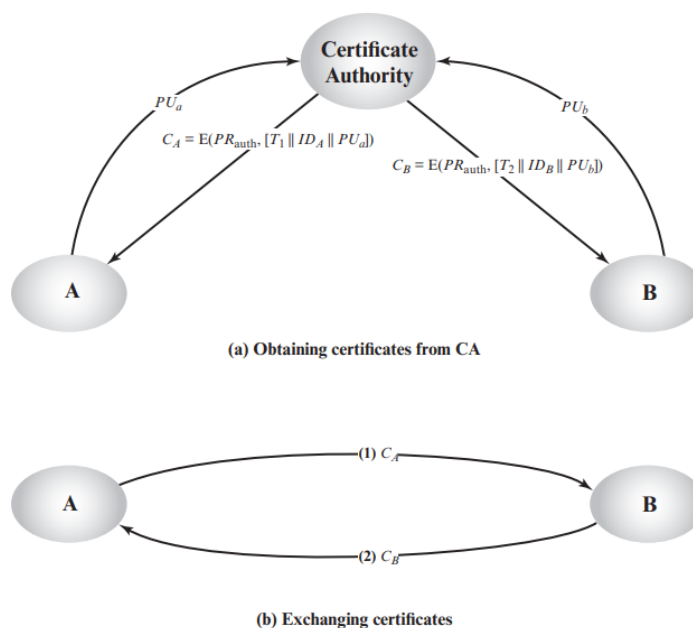 Certificate
Authority
PUa
PUb
CA = E(PRauth, [T1 || IDA || PUa])
CB = E(PRauth, [T2 || IDB || PUb])
A
B
(a) Obtaining certificates from CA
(1) CA
A
B
(2) CB
(b) Exchanging certificates